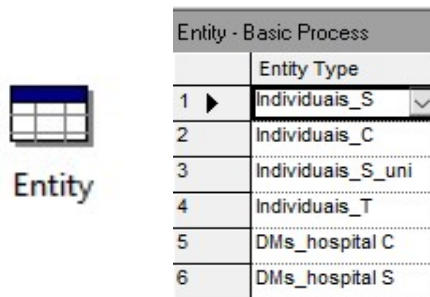 Entity
Entity - Basic Process
Entity Type
1 Individuais_S
2 Individuais_C
3 Individuais_S_uni
4 Individuais_T
5 DMs_hospital C
6 DMs_hospital S